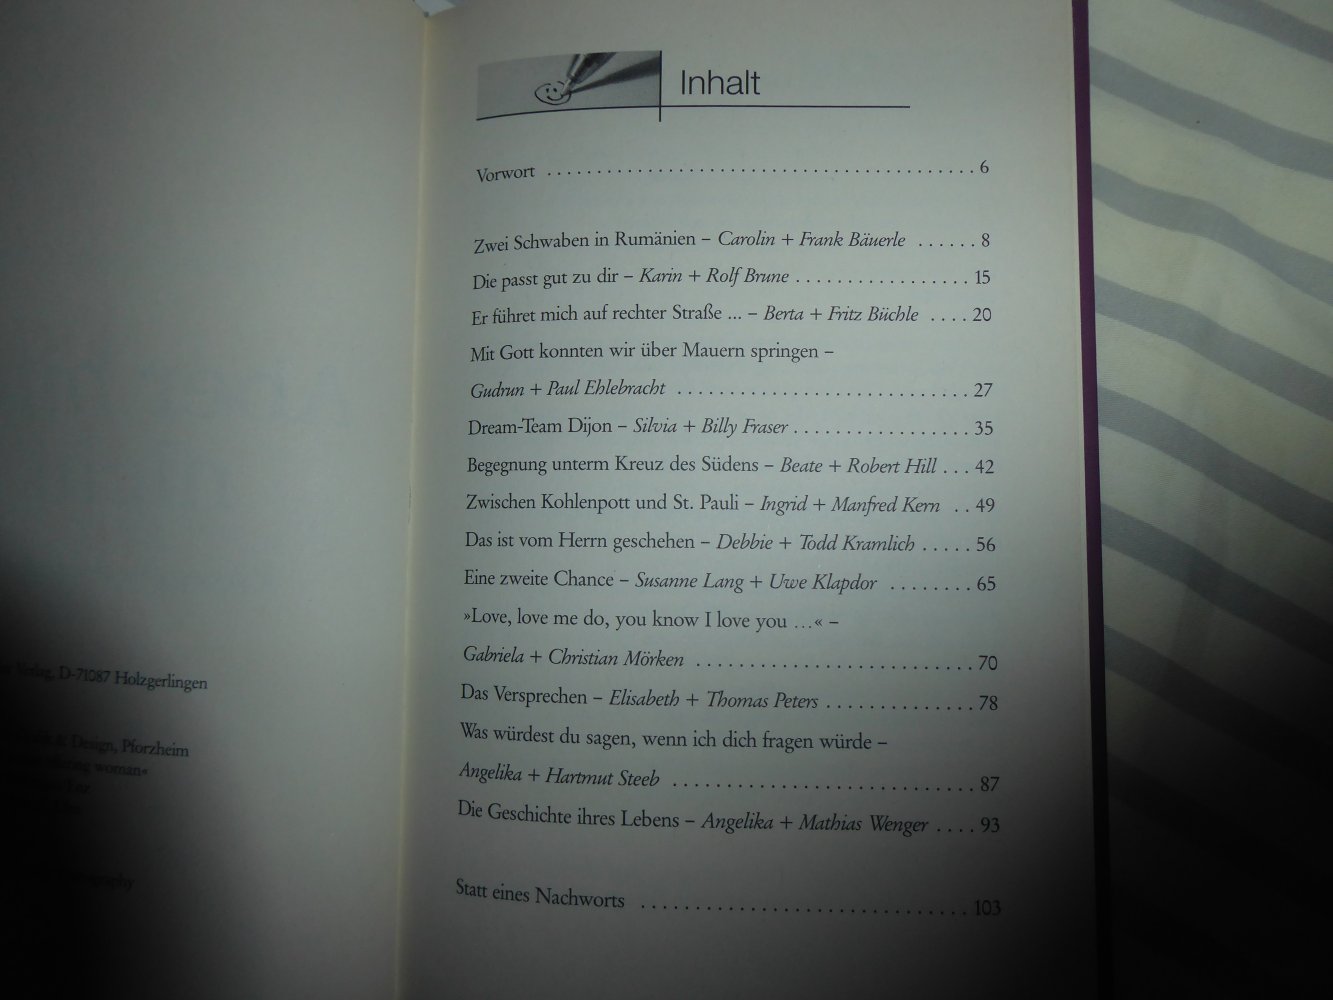 Verlag, D-71087 Holzgerlingen
& Design, Pforzheim
woman«
Inhalt
Vorwort . . . . . . . . . . . . . . . . . . . . . . . . . . . . . . . . . . . . . . . . . . 6
Zwei Schwaben in Rumänien – Carolin + Frank Bäuerle . . . . . . 8
Die passt gut zu dir – Karin + Rolf Brune . . . . . . . . . . . . . . . . . 15
Er führet mich auf rechter Straße ... – Berta + Fritz Büchle . . . . 20
Mit Gott konnten wir über Mauern springen –
Gudrun + Paul Ehlebracht . . . . . . . . . . . . . . . . . . . . . . . . . . . . 27
Dream-Team Dijon – Silvia + Billy Fraser . . . . . . . . . . . . . . . . . 35
Begegnung unterm Kreuz des Südens – Beate + Robert Hill . . . 42
Zwischen Kohlenpott und St. Pauli – Ingrid + Manfred Kern . . 49
Das ist vom Herrn geschehen – Debbie + Todd Kramlich . . . . . 56
Eine zweite Chance – Susanne Lang + Uwe Klapdor . . . . . . . . 65
»Love, love me do, you know I love you …« –
Gabriela + Christian Mörken . . . . . . . . . . . . . . . . . . . . . . . . . . 70
Das Versprechen – Elisabeth + Thomas Peters . . . . . . . . . . . . . . 78
Was würdest du sagen, wenn ich dich fragen würde –
Angelika + Hartmut Steeb . . . . . . . . . . . . . . . . . . . . . . . . . . . . 87
Die Geschichte ihres Lebens – Angelika + Mathias Wenger . . . . 93
Statt eines Nachworts . . . . . . . . . . . . . . . . . . . . . . . . . . . . . . 103